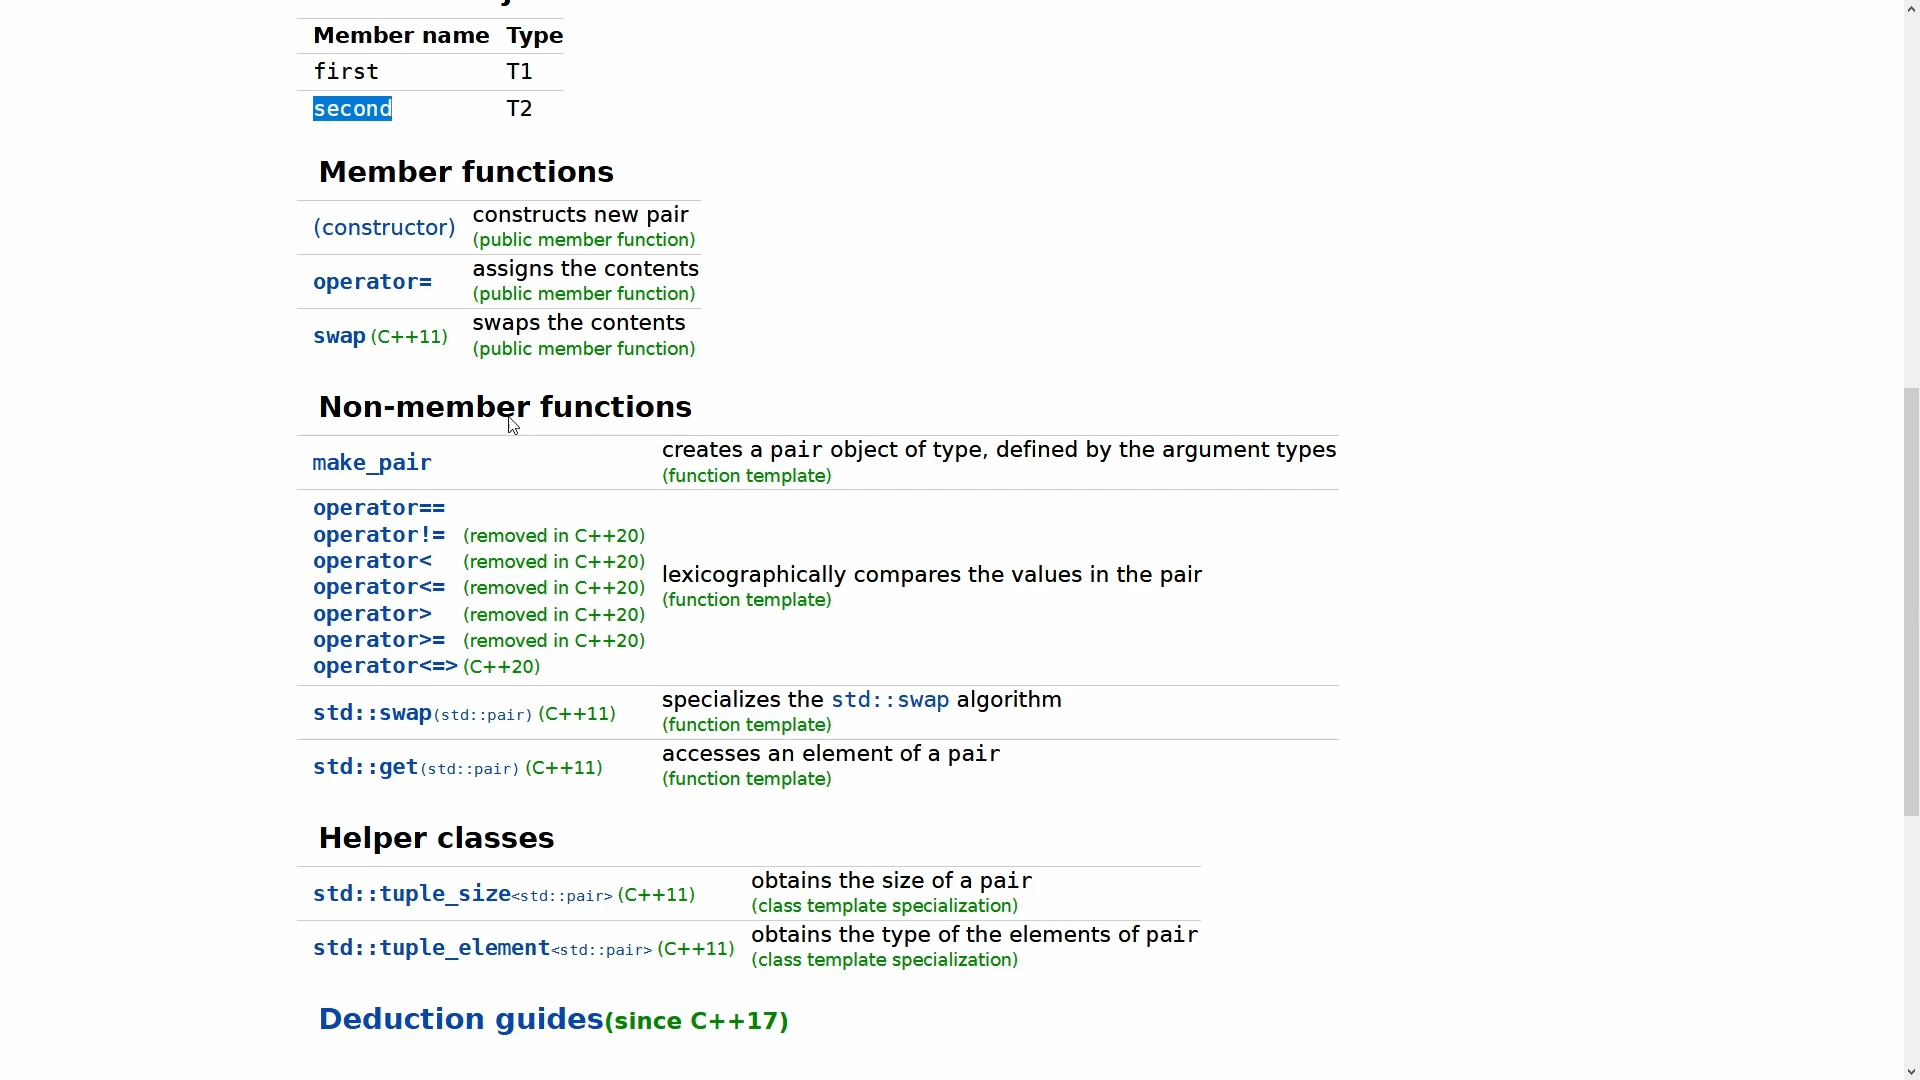 Member name Type
first T1
second T2
Member functions
(constructor) constructs new pair
(public member function)
operator= assigns the contents
(public member function)
swap (C++11) swaps the contents
(public member function)
Non-member functions
make_pair creates a pair object of type, defined by the argument types
(function template)
operator==
operator!= (removed in C++20)
operator< (removed in C++20)
operator<= (removed in C++20)
operator> (removed in C++20)
operator>= (removed in C++20)
operator<=> (C++20)
lexicographically compares the values in the pair
(function template)
std::swap(std::pair) (C++11) specializes the std::swap algorithm
(function template)
std::get(std::pair) (C++11) accesses an element of a pair
(function template)
Helper classes
std::tuple_size<std::pair> (C++11) obtains the size of a pair
(class template specialization)
std::tuple_element<std::pair> (C++11) obtains the type of the elements of pair
(class template specialization)
Deduction guides(since C++17)